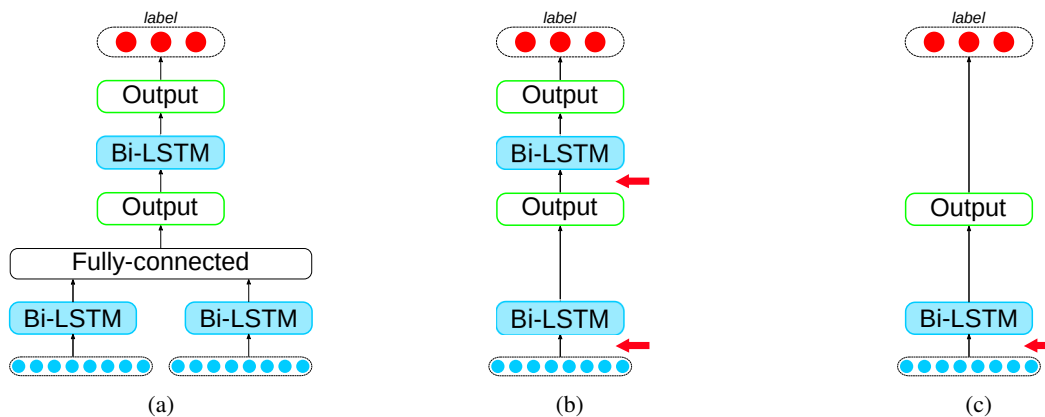 label
Output
Bi-LSTM
Output
Fully-connected
Bi-LSTM Bi-LSTM
(a)
label
Output
Bi-LSTM
Output
Bi-LSTM
(b)
label
Output
Bi-LSTM
(c)